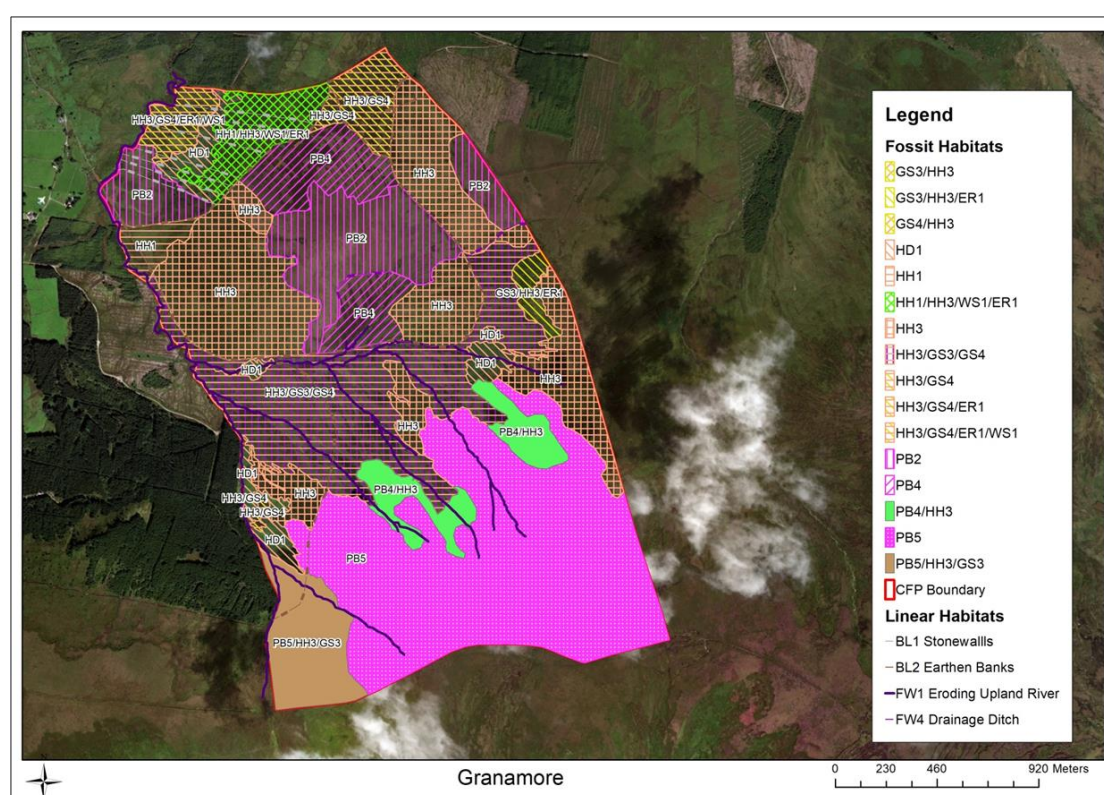 HH3/GS4
HH3/GS4
HH3/GS4/ER1/WS1
HH1/HH3/WS1/ER1
HD1
PB4
HH3
PB2
PB2
HH3
PB2
HH1
HH3
HH3
GS3/HH3/ER1
PB4
HD1
HD1
HD1
HH3
HH3/GS3/GS4
HH3
PB4/HH3
HD1
HH3
PB4/HH3
HH3/GS4
HH3/GS4
HD1
PB5
PB5/HH3/GS3
Legend
Fossit Habitats
GS3/HH3
GS3/HH3/ER1
GS4/HH3
HD1
HH1
HH1/HH3/WS1/ER1
HH3
HH3/GS3/GS4
HH3/GS4
HH3/GS4/ER1
HH3/GS4/ER1/WS1
PB2
PB4
PB4/HH3
PB5
PB5/HH3/GS3
CFP Boundary
Linear Habitats
BL1 Stonewallls
BL2 Earthen Banks
FW1 Eroding Upland River
FW4 Drainage Ditch
Granamore
0 230 460 920 Meters